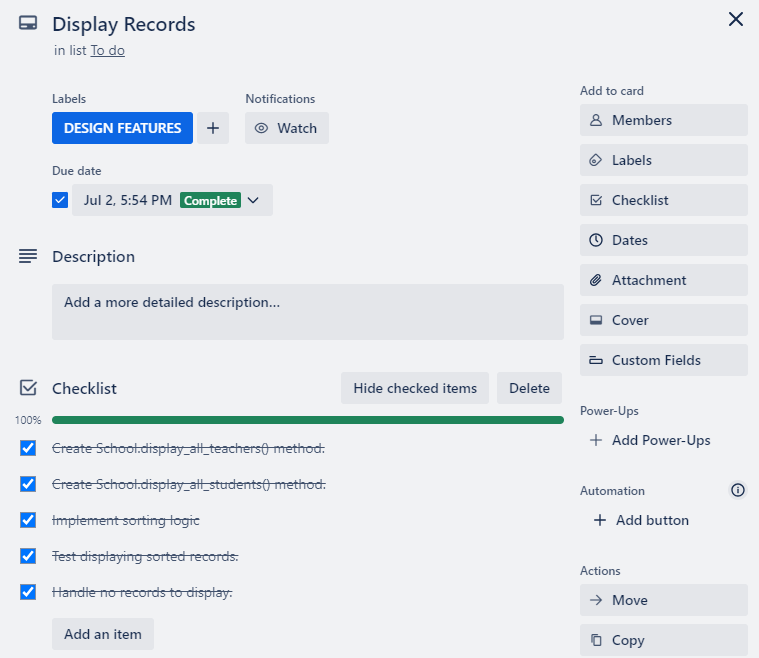 Display Records
in list To do
Labels
Notifications
DESIGN FEATURES
Watch
Due date
Jul 2, 5:54 PM Complete
Description
Add a more detailed description...
Checklist
Hide checked items
Delete
100%
Create School.display_all_teachers() method.
Create School.display_all_students() method.
Implement sorting logic
Test displaying sorted records.
Handle no records to display.
Add an item
Add to card
Members
Labels
Checklist
Dates
Attachment
Cover
Custom Fields
Power-Ups
Add Power-Ups
Automation
Add button
Actions
Move
Copy